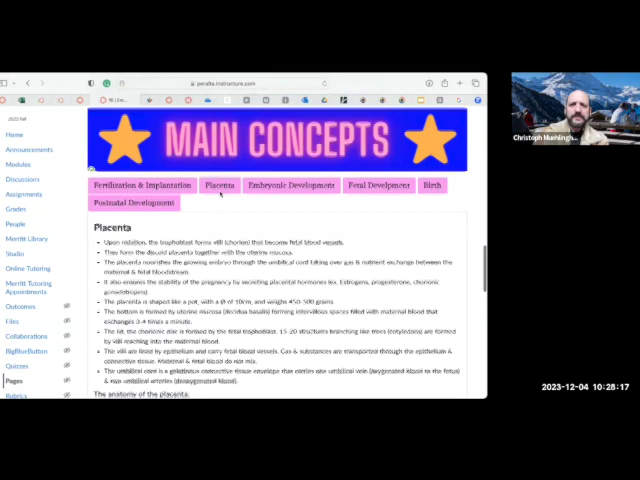 peralta.instructure.com
2023 Fall
Home
Announcements
Modules
Discussions
Assignments
Grades
People
Merritt Library
Studio
Online Tutoring
Merritt Tutoring
Appointments
Outcomes
Files
Collaborations
BigBlueButton
Quizzes
Pages
Rubrics
MAIN CONCEPTS
Fertilization & Implantation Placenta Embryonic Development Fetal Develpment Birth
Postnatal Development
Placenta
Upon nidation, the trophoblast forms villi (chorion) that become fetal blood vessels.
They form the discoid placenta together with the uterine mucosa.
The placenta nourishes the growing embryo through the umbilical cord taking over gas & nutrient exchange between the
maternal & fetal bloodstream.
It also ensures the stability of the pregnancy by secreting placental hormones (ex. Estrogens, progesterone, chorionic
gonadotropins).
The placenta is shaped like a pot, with a Ø of 10cm, and weighs 450-500 grams
The bottom is formed by uterine mucosa (decidua basalis) forming intervillous spaces filled with maternal blood that
exchanges 3-4 times a minute.
The lid, the chorionic disc is formed by the fetal trophoblast. 15-20 structures branching like trees (cotyledons) are formed
by villi reaching into the maternal blood.
The villi are lined by epithelium and carry fetal blood vessels. Gas & substances are transported through the epithelium &
connective tissue. Maternal & fetal blood do not mix.
The umbilical cord is a gelatinous connective tissue envelope that carries one umbilical vein (oxygenated blood to the fetus)
& two umbilical arteries (deoxygenated blood).
The anatomy of the placenta:
Christoph
2023-12-04 10:28:17